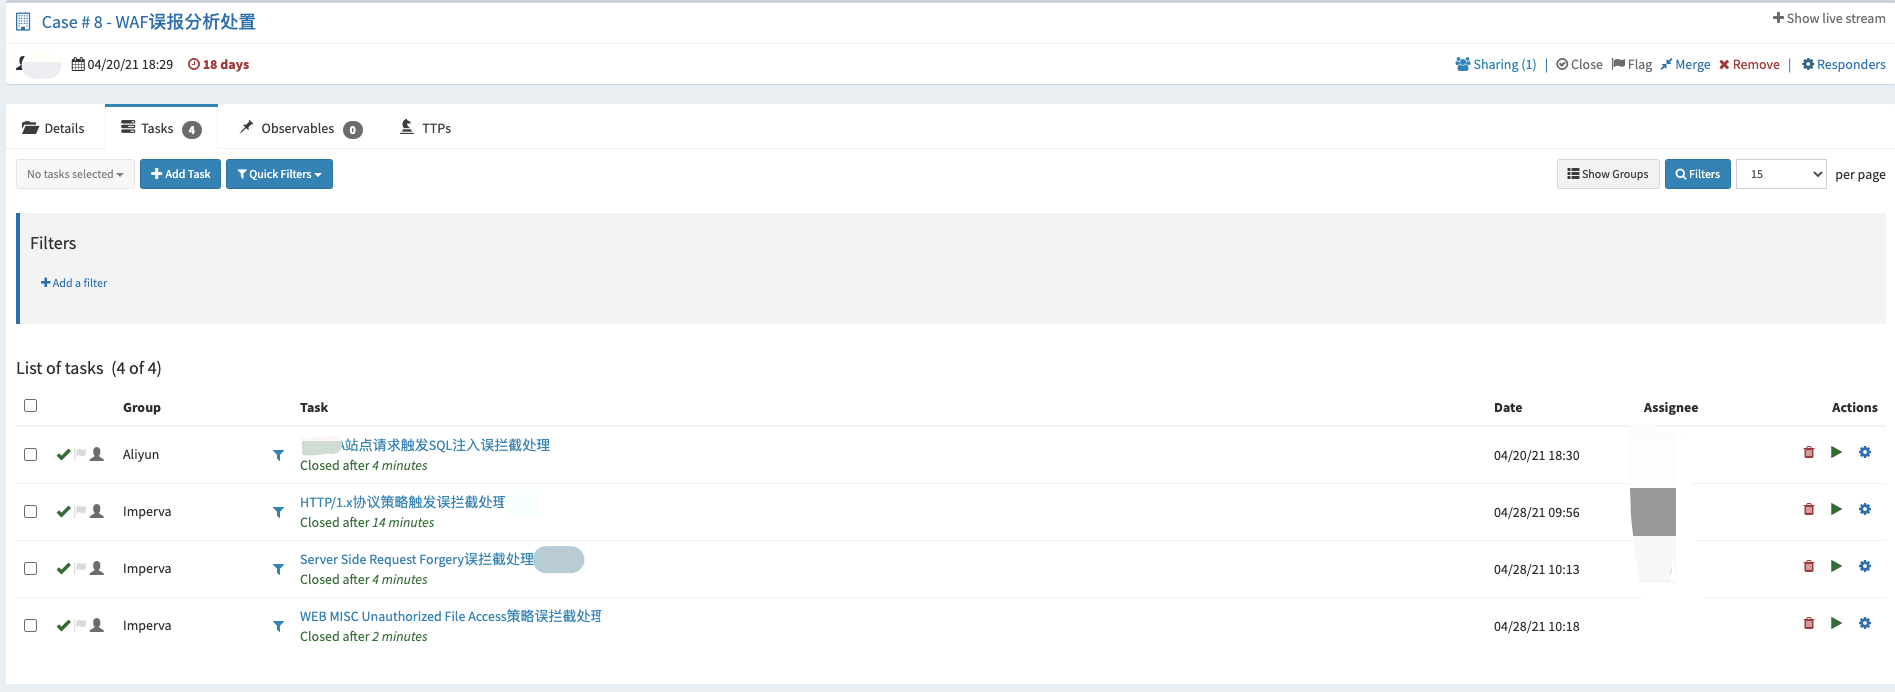 Case # 8 - WAF误报分析处置
Show live stream
04/20/21 18:29 18 days
Sharing (1) | Close Flag Merge Remove | Responders
Details Tasks 4 Observables 0 TTPs
No tasks selected Add Task Quick Filters Show Groups Filters 15 per page
Filters
Add a filter
List of tasks (4 of 4)
Group Task Date Assignee Actions
Aliyun 站点请求触发SQL注入误拦截处理 04/20/21 18:30
Closed after 4 minutes
Imperva HTTP/1.x协议策略触发误拦截处理 04/28/21 09:56
Closed after 14 minutes
Imperva Server Side Request Forgery误拦截处理 04/28/21 10:13
Closed after 4 minutes
Imperva WEB MISC Unauthorized File Access策略误拦截处理 04/28/21 10:18
Closed after 2 minutes